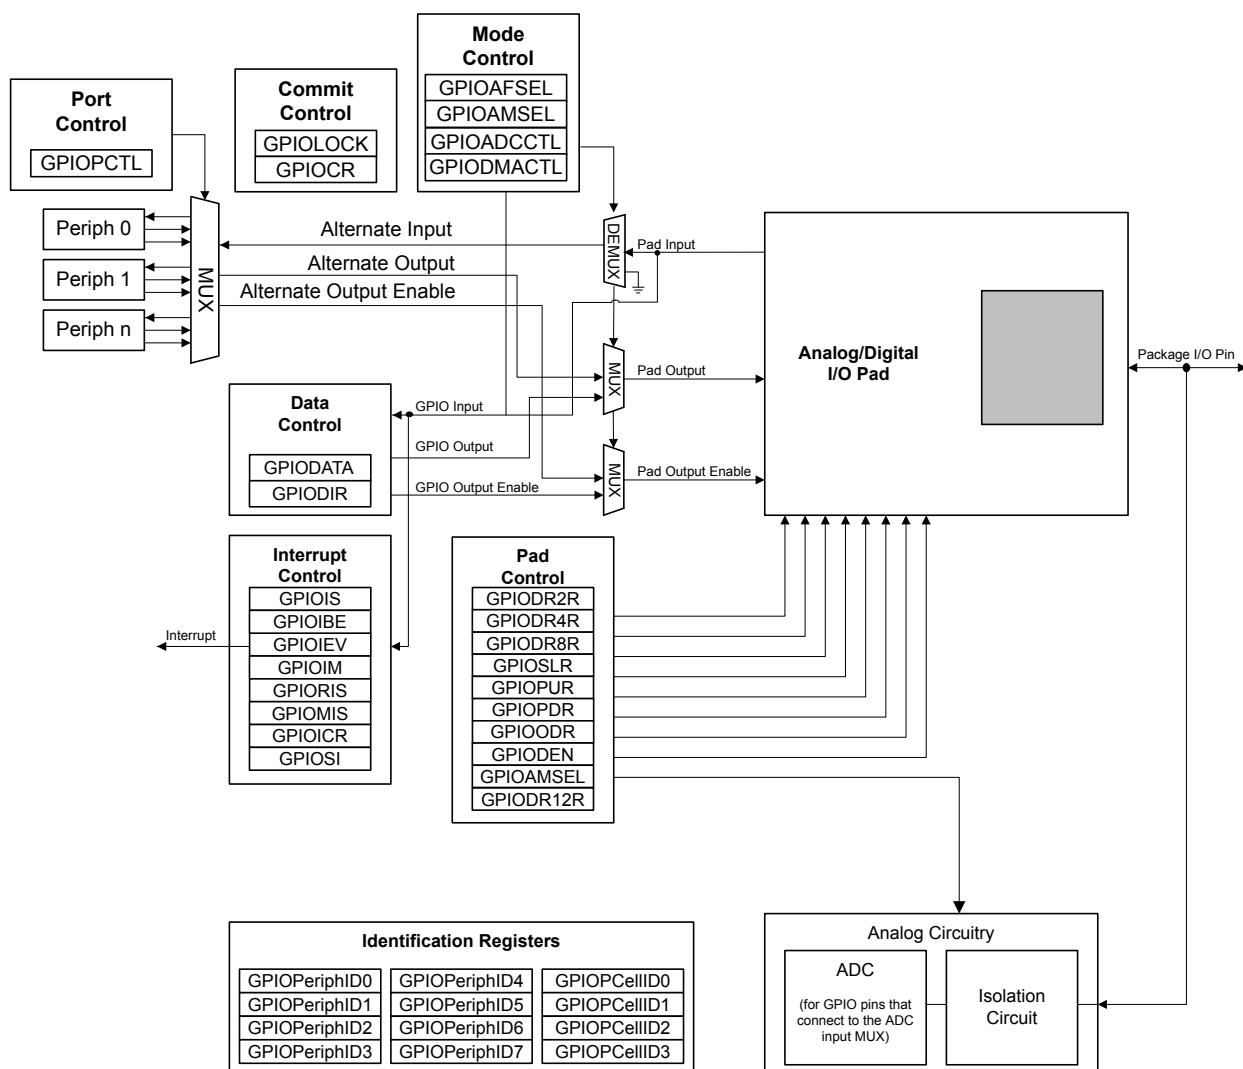 Mode
Control
GPIOAFSEL
GPIOAMSEL
GPIOADCCTL
GPIODMACTL
Port
Control
GPIOPCTL
Commit
Control
GPIOLOCK
GPIOCR
Periph 0
Periph 1
Periph n
MUX
Alternate Input
Alternate Output
Alternate Output Enable
DEMUX
Pad Input
MUX
Pad Output
MUX
Pad Output Enable
Analog/Digital
I/O Pad
Package I/O Pin
Data
Control
GPIODATA
GPIODIR
GPIO Input
GPIO Output
GPIO Output Enable
Interrupt
Control
GPIOIS
GPIOIBE
GPIOIEV
GPIOIM
GPIORIS
GPIOMIS
GPIOICR
GPIOSI
Interrupt
Pad
Control
GPIODR2R
GPIODR4R
GPIODR8R
GPIOSLR
GPIOPUR
GPIOPDR
GPIOODR
GPIODEN
GPIOAMSEL
GPIODR12R
Identification Registers
GPIOPeriphID0
GPIOPeriphID1
GPIOPeriphID2
GPIOPeriphID3
GPIOPeriphID4
GPIOPeriphID5
GPIOPeriphID6
GPIOPeriphID7
GPIOPCellID0
GPIOPCellID1
GPIOPCellID2
GPIOPCellID3
Analog Circuitry
ADC
(for GPIO pins that
connect to the ADC
input MUX)
Isolation
Circuit